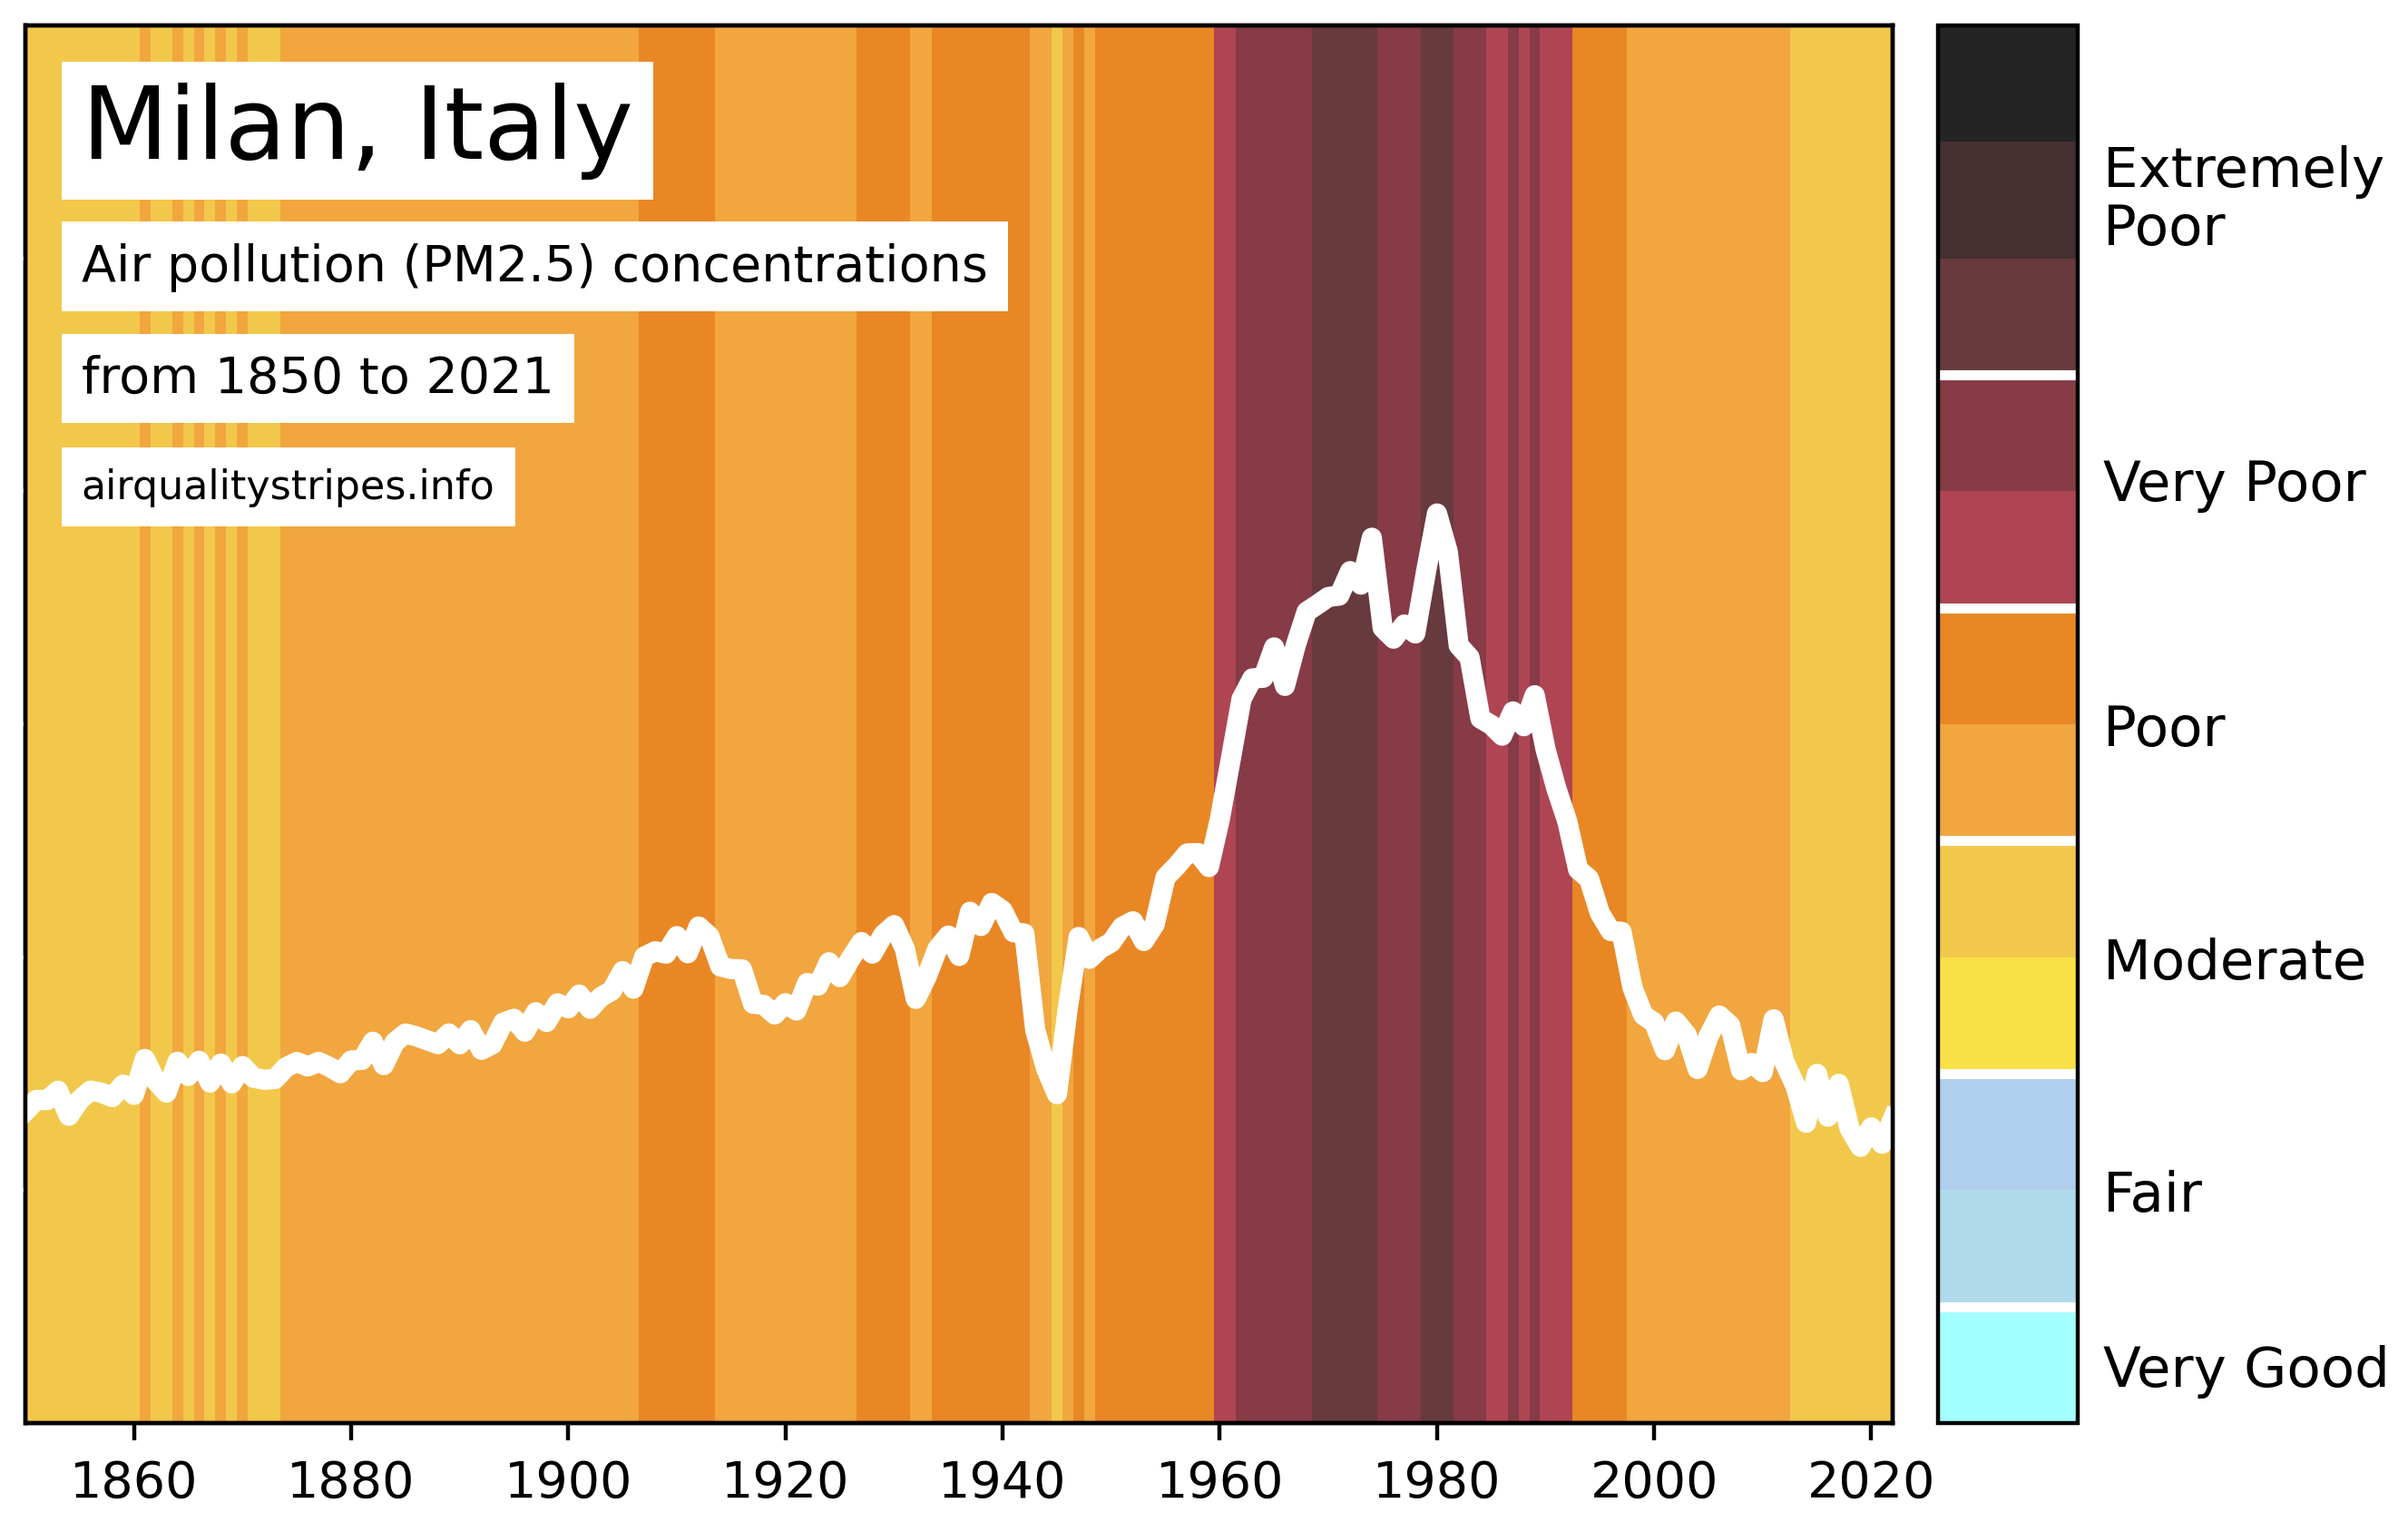 Milan, Italy
Air pollution (PM2.5) concentrations
from 1850 to 2021
airqualitystripes.info
Extremely
Poor
Very Poor
Poor
Moderate
Fair
Very Good
1860 1880 1900 1920 1940 1960 1980 2000 2020